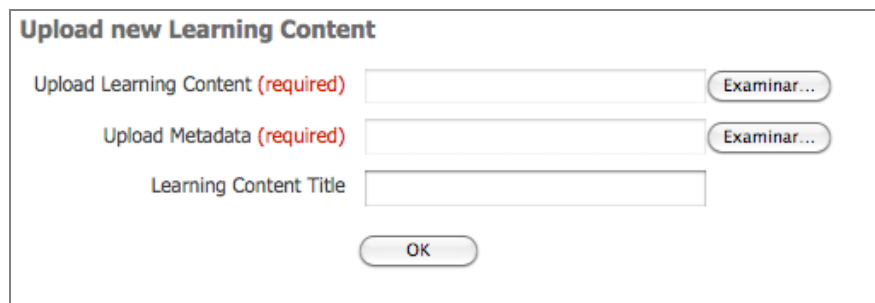 Upload new Learning Content
Upload Learning Content (required) Examinar...
Upload Metadata (required) Examinar...
Learning Content Title
OK